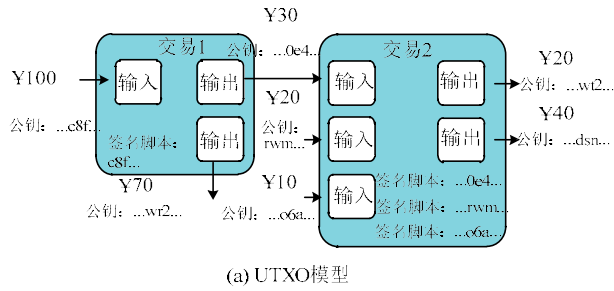 Y30
交易1
公钥：...0e4...
交易2
Y100
输入
输出
输入
输出
Y20
公钥：...wt2...
Y20
公钥：...c8f...
签名脚本：
c8f...
输出
公钥：
rwm...
输入
输出
Y40
公钥：...dsn...
Y70
公钥：...wr2...
Y10
公钥：...o6a...
输入
签名脚本：...0e4...
签名脚本：...rwm...
签名脚本：...o6a...
(a) UTXO模型